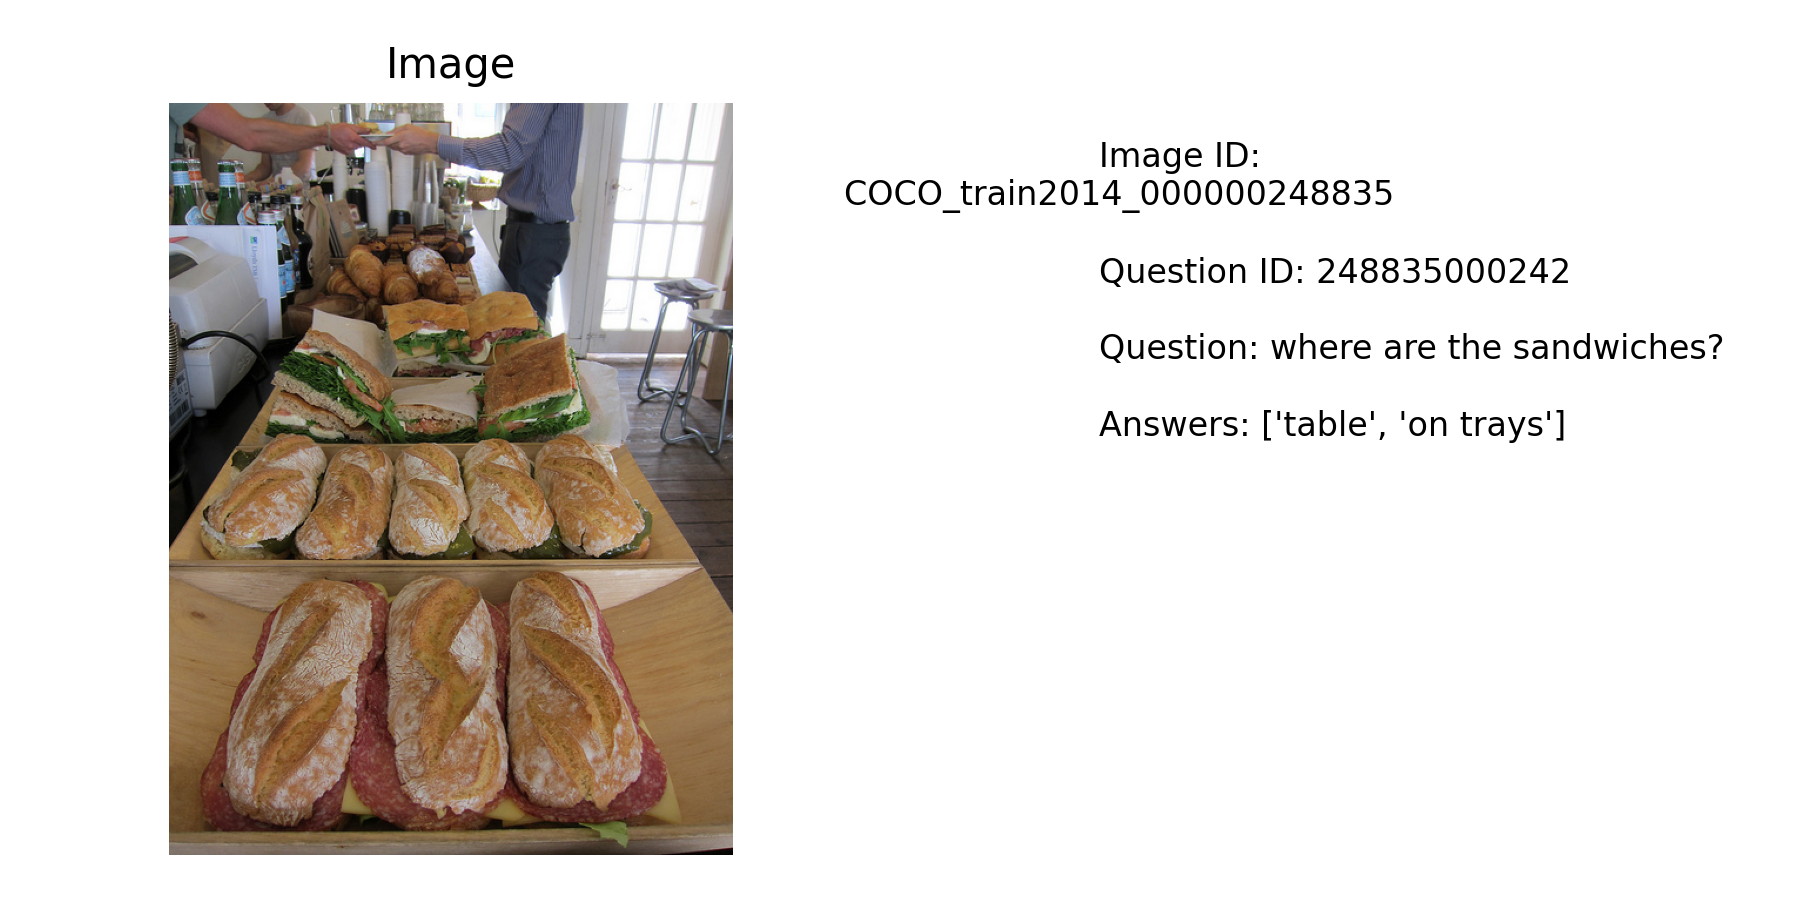 Image
Image ID:
COCO_train2014_000000248835
Question ID: 248835000242
Question: where are the sandwiches?
Answers: ['table', 'on trays']